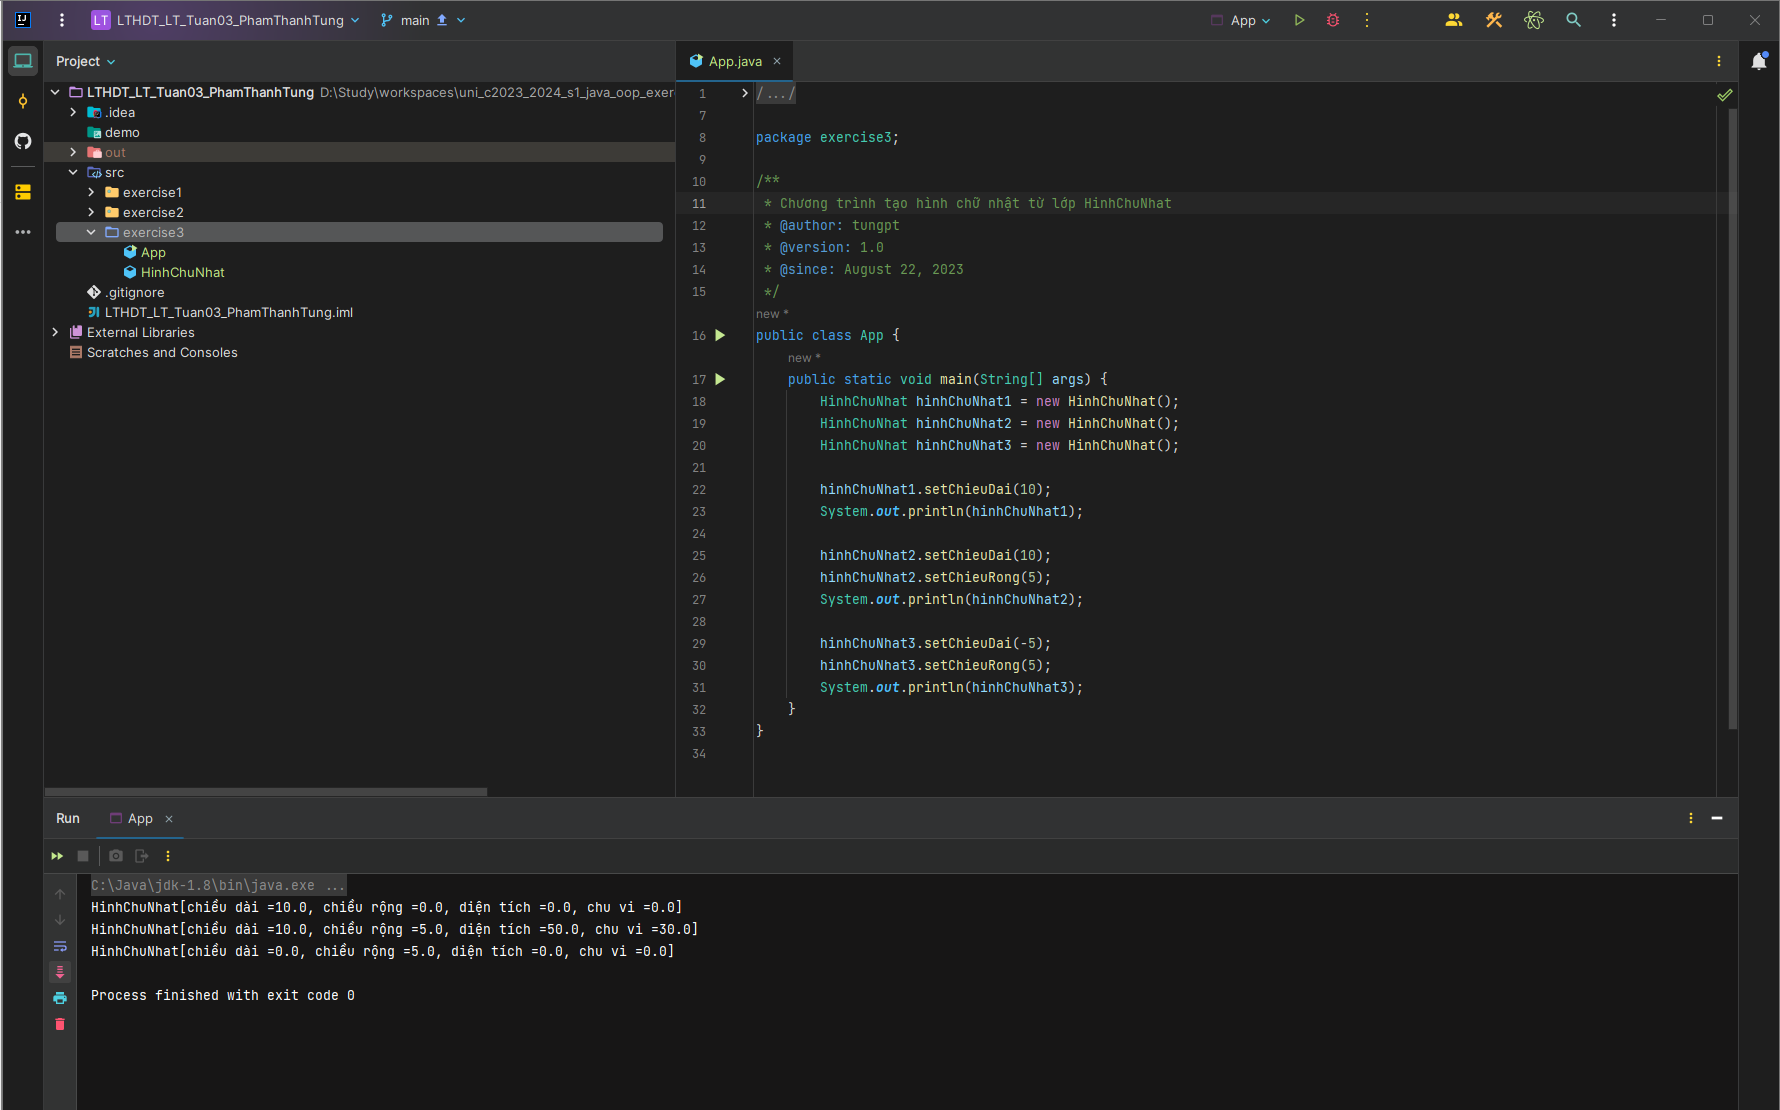 LT LTHDT_LT_Tuan03_PhamThanhTung main App
Project
LTHDT_LT_Tuan03_PhamThanhTung D:\Study\workspaces\uni_c2023_2024_s1_java_oop_exer
.idea
demo
out
src
exercise1
exercise2
exercise3
App
HinhChuNhat
.gitignore
LTHDT_LT_Tuan03_PhamThanhTung.iml
External Libraries
Scratches and Consoles
App.java
1 /.../
7
8 package exercise3;
9
10 /**
11 * Chương trình tạo hình chữ nhật từ lớp HinhChuNhat
12 * @author: tungpt
13 * @version: 1.0
14 * @since: August 22, 2023
15 */
new *
16 public class App {
new *
17 public static void main(String[] args) {
18 HinhChuNhat hinhChuNhat1 = new HinhChuNhat();
19 HinhChuNhat hinhChuNhat2 = new HinhChuNhat();
20 HinhChuNhat hinhChuNhat3 = new HinhChuNhat();
21
22 hinhChuNhat1.setChieuDai(10);
23 System.out.println(hinhChuNhat1);
24
25 hinhChuNhat2.setChieuDai(10);
26 hinhChuNhat2.setChieuRong(5);
27 System.out.println(hinhChuNhat2);
28
29 hinhChuNhat3.setChieuDai(-5);
30 hinhChuNhat3.setChieuRong(5);
31 System.out.println(hinhChuNhat3);
32 }
33 }
34
Run App
C:\Java\jdk-1.8\bin\java.exe ...
HinhChuNhat[chiều dài =10.0, chiều rộng =0.0, diện tích =0.0, chu vi =0.0]
HinhChuNhat[chiều dài =10.0, chiều rộng =5.0, diện tích =50.0, chu vi =30.0]
HinhChuNhat[chiều dài =0.0, chiều rộng =5.0, diện tích =0.0, chu vi =0.0]
Process finished with exit code 0